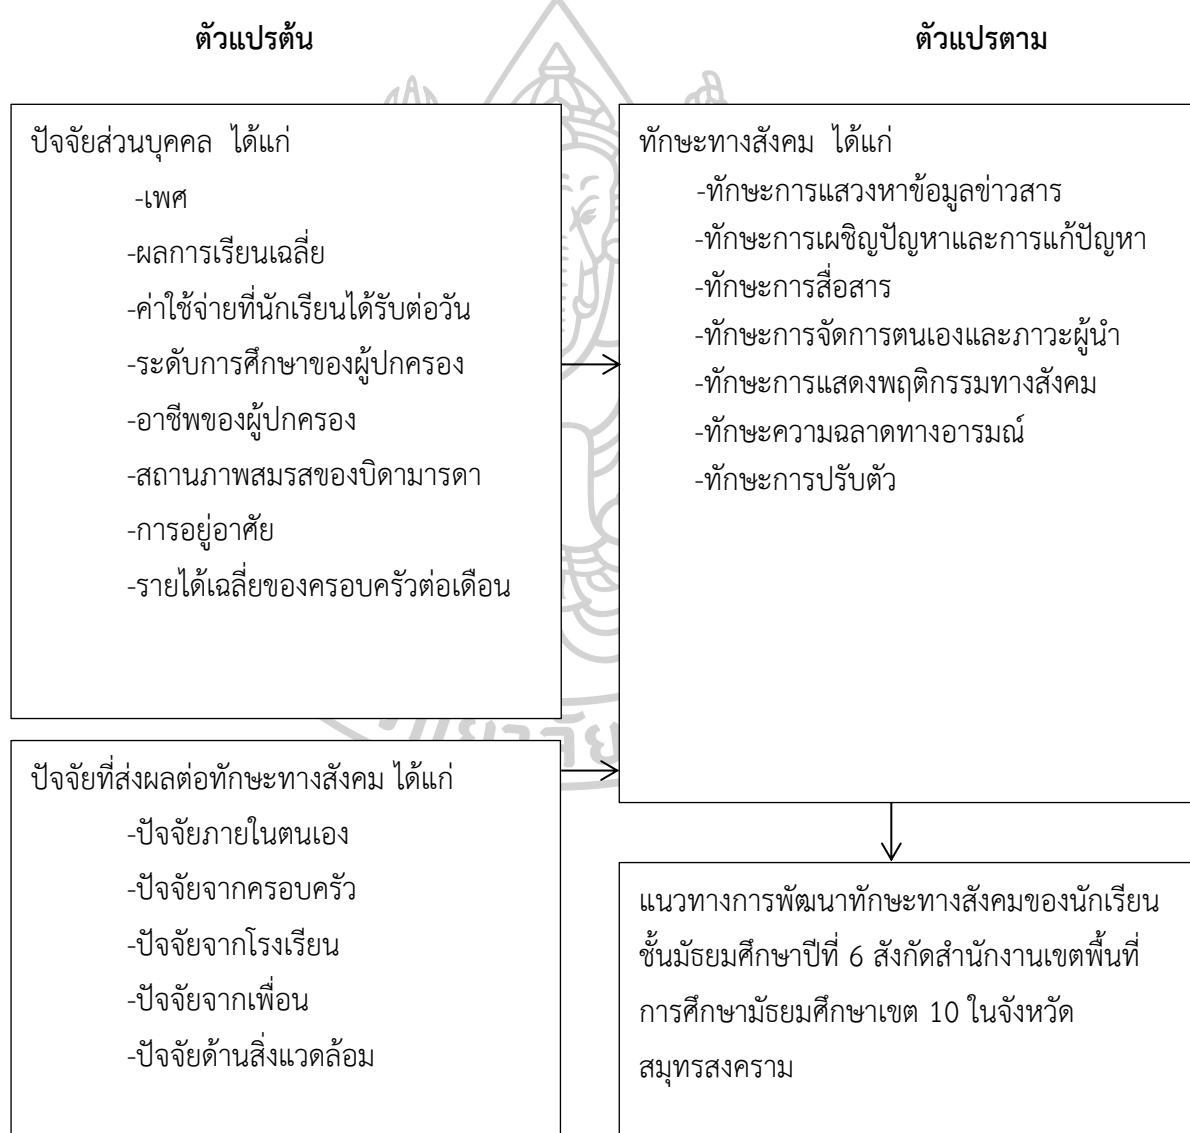 ตัวแปรต้น
ตัวแปรตาม
ปัจจัยส่วนบุคคล ได้แก่
-เพศ
-ผลการเรียนเฉลี่ย
-ค่าใช้จ่ายที่นักเรียนได้รับต่อวัน
-ระดับการศึกษาของผู้ปกครอง
-อาชีพของผู้ปกครอง
-สถานภาพสมรสของบิดามารดา
-การอยู่อาศัย
-รายได้เฉลี่ยของครอบครัวต่อเดือน
ปัจจัยที่ส่งผลต่อทักษะทางสังคม ได้แก่
-ปัจจัยภายในตนเอง
-ปัจจัยจากครอบครัว
-ปัจจัยจากโรงเรียน
-ปัจจัยจากเพื่อน
-ปัจจัยด้านสิ่งแวดล้อม
ทักษะทางสังคม ได้แก่
-ทักษะการแสวงหาข้อมูลข่าวสาร
-ทักษะการเผชิญปัญหาและการแก้ปัญหา
-ทักษะการสื่อสาร
-ทักษะการจัดการตนเองและภาวะผู้นำ
-ทักษะการแสดงพฤติกรรมทางสังคม
-ทักษะความฉลาดทางอารมณ์
-ทักษะการปรับตัว
แนวทางการพัฒนาทักษะทางสังคมของนักเรียน
ชั้นมัธยมศึกษาปีที่ 6 สังกัดสำนักงานเขตพื้นที่
การศึกษามัธยมศึกษาเขต 10 ในจังหวัด
สมุทรสงคราม